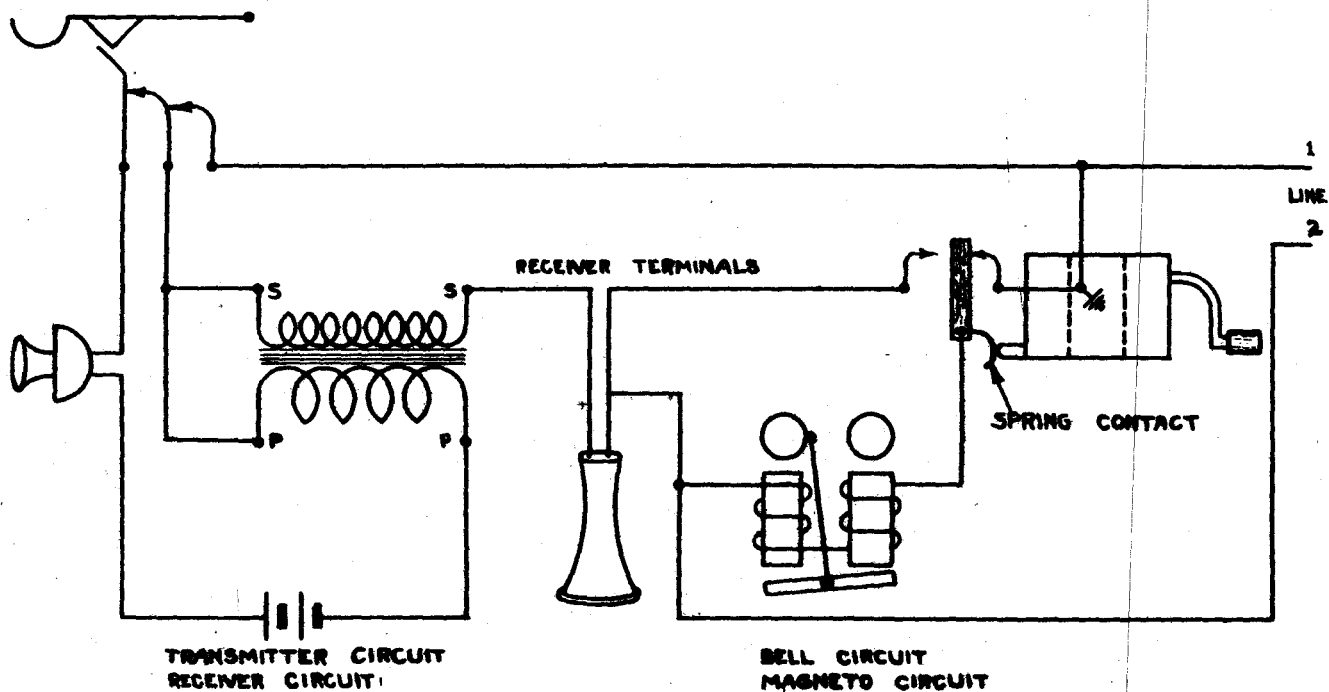 1
LINE
2
RECEIVER TERMINALS
S S
SPRING CONTACT
P P
TRANSMITTER CIRCUIT
RECEIVER CIRCUIT
BELL CIRCUIT
MAGNETO CIRCUIT